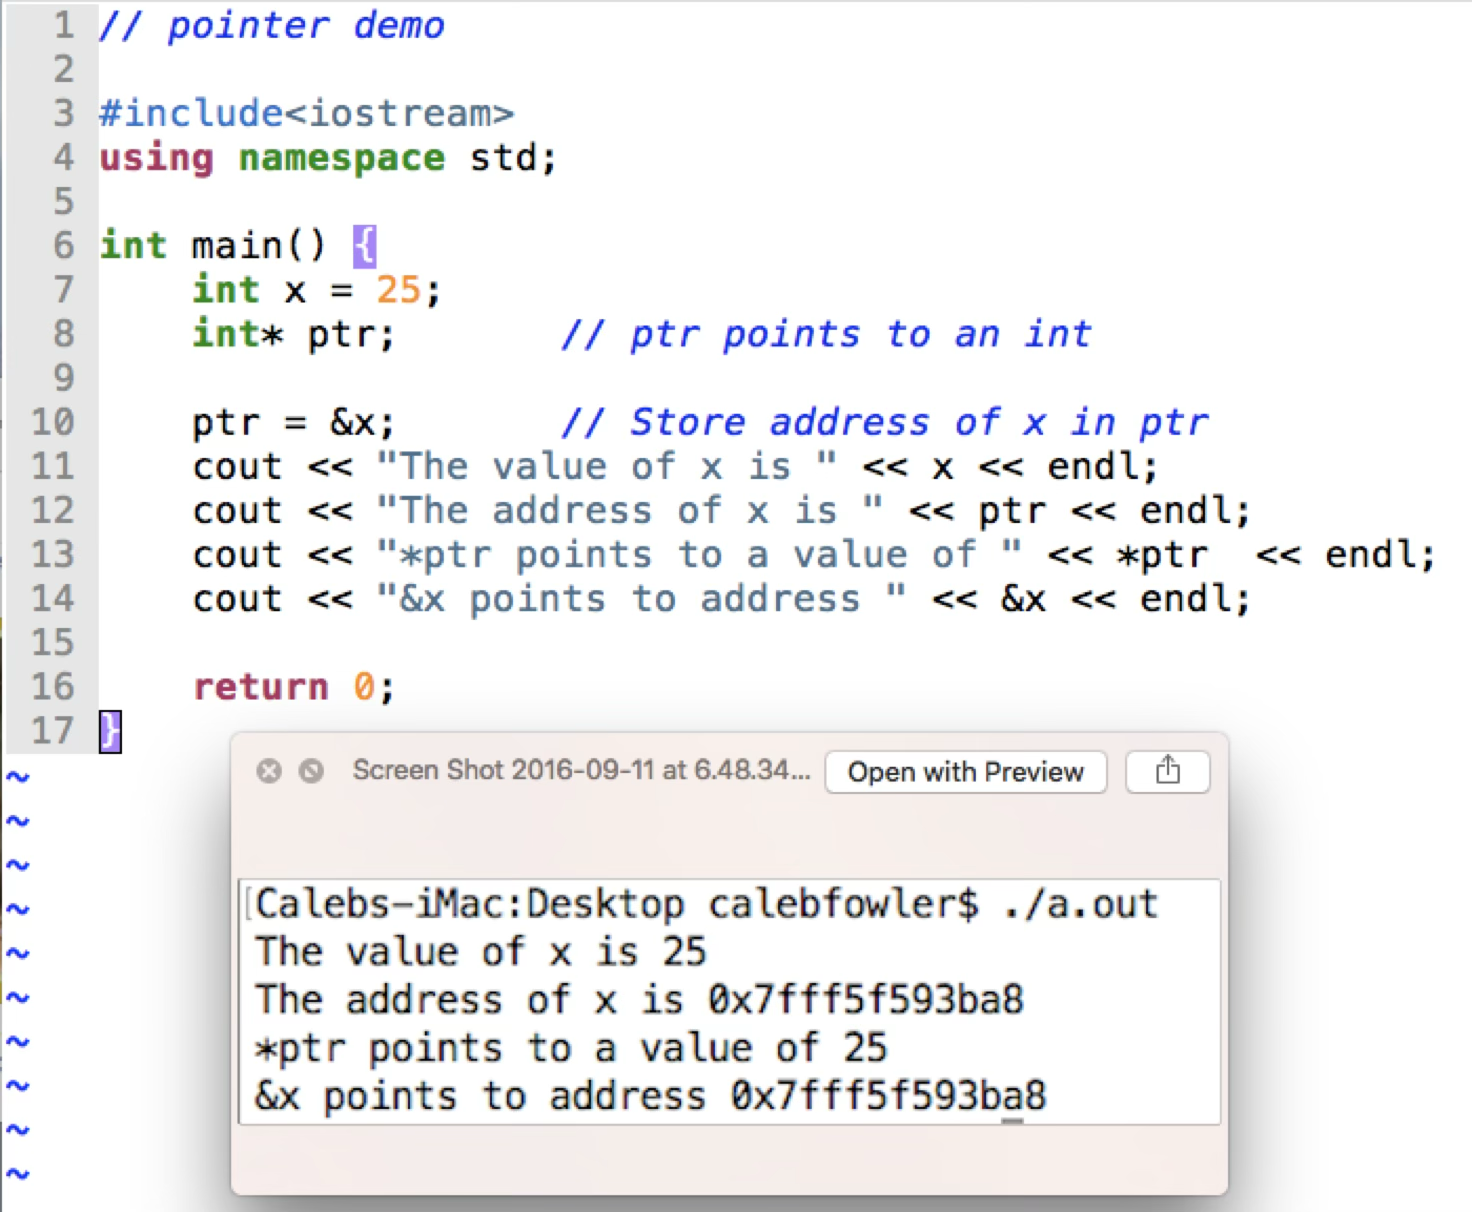 1 // pointer demo
2
3 #include<iostream>
4 using namespace std;
5
6 int main() {
7     int x = 25;
8     int* ptr;       // ptr points to an int
9
10     ptr = &x;       // Store address of x in ptr
11     cout << "The value of x is " << x << endl;
12     cout << "The address of x is " << ptr << endl;
13     cout << "*ptr points to a value of " << *ptr  << endl;
14     cout << "&x points to address " << &x << endl;
15
16     return 0;
17 }
~
~
~
~
~
~
~
~
~
~
Screen Shot 2016-09-11 at 6.48.34... Open with Preview
[Calebs-iMac:Desktop calebfowler$ ./a.out
The value of x is 25
The address of x is 0x7fff5f593ba8
*ptr points to a value of 25
&x points to address 0x7fff5f593ba8